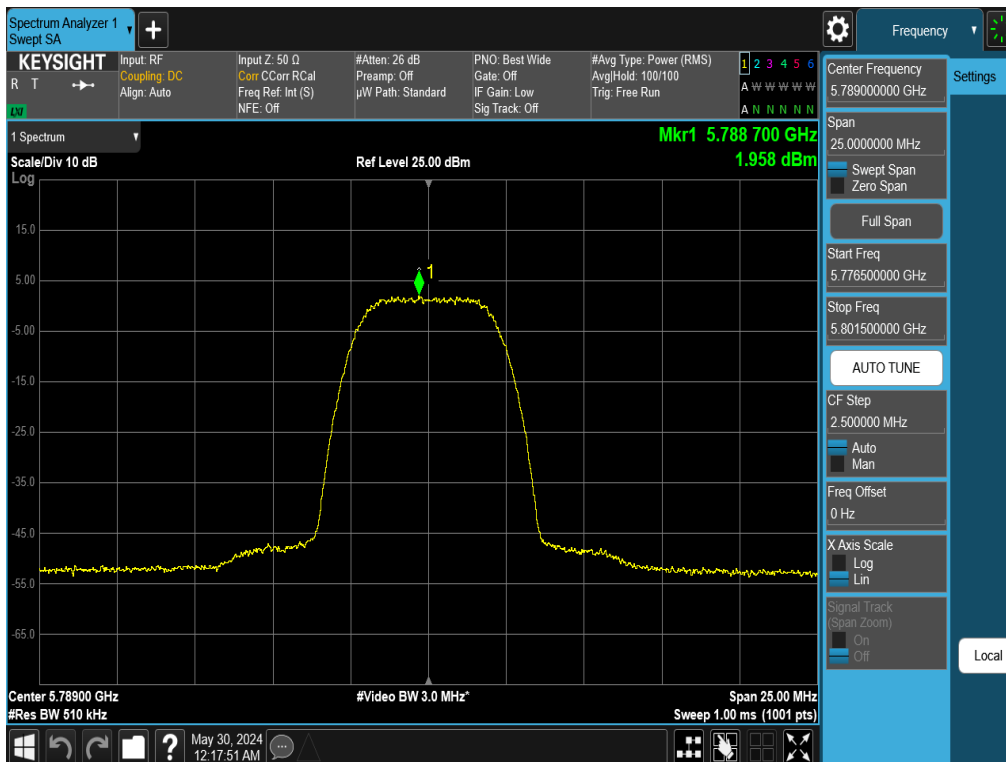 Spectrum Analyzer 1
Swept SA
Frequency
KEYSIGHT
R T
LXI
Input: RF
Coupling: DC
Align: Auto
Input Z: 50 Ω
Corr CCorr RCal
Freq Ref: Int (S)
NFE: Off
#Atten: 26 dB
Preamp: Off
µW Path: Standard
PNO: Best Wide
Gate: Off
IF Gain: Low
Sig Track: Off
#Avg Type: Power (RMS)
Avg|Hold: 100/100
Trig: Free Run
1 2 3 4 5 6
A W W W W W
A N N N N N
1 Spectrum
Mkr1 5.788 700 GHz
1.958 dBm
Scale/Div 10 dB
Ref Level 25.00 dBm
Log
15.0
5.00
-5.00
-15.0
-25.0
-35.0
-45.0
-55.0
-65.0
1
Center 5.78900 GHz
#Video BW 3.0 MHz*
Span 25.00 MHz
#Res BW 510 kHz
Sweep 1.00 ms (1001 pts)
Center Frequency
5.789000000 GHz
Settings
Span
25.0000000 MHz
Swept Span
Zero Span
Full Span
Start Freq
5.776500000 GHz
Stop Freq
5.801500000 GHz
AUTO TUNE
CF Step
2.500000 MHz
Auto
Man
Freq Offset
0 Hz
X Axis Scale
Log
Lin
Signal Track
(Span Zoom)
On
Off
Local
?
May 30, 2024
12:17:51 AM